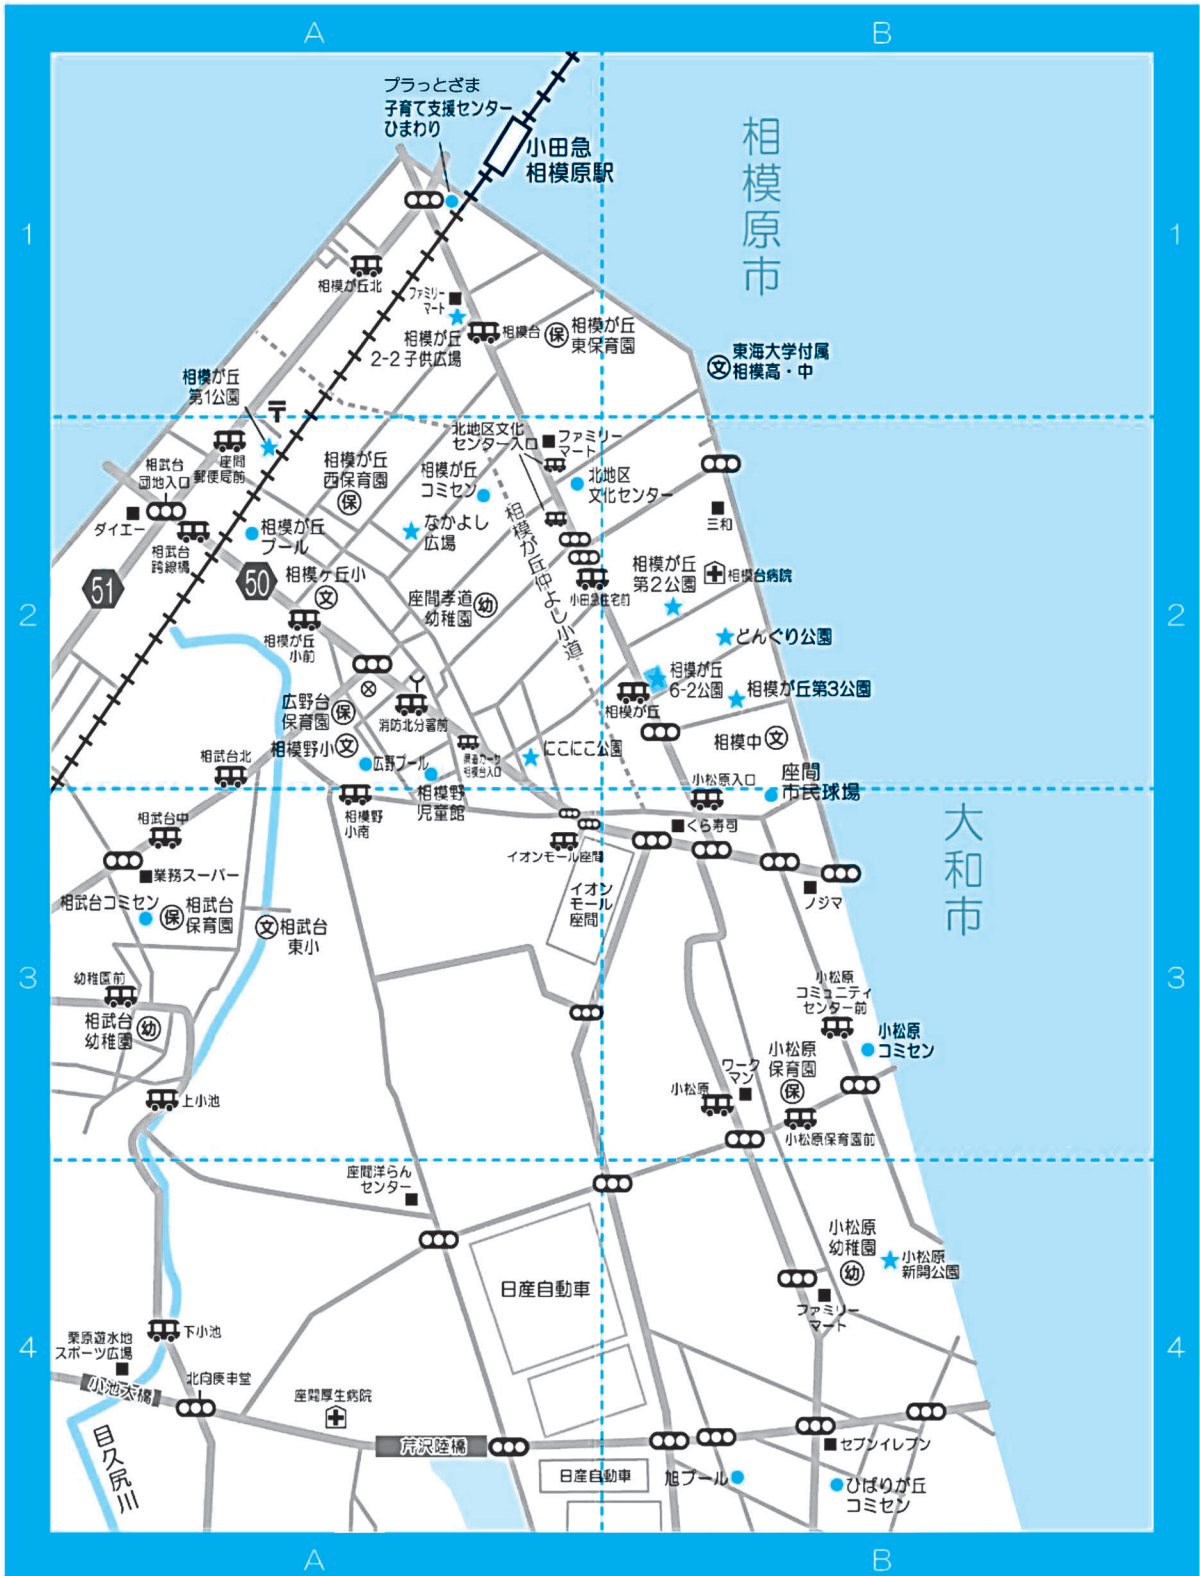 A
B
プラっとざま
子育て支援センター
ひまわり
小田急
相模原駅
相模原市
1
1
相模が丘北
ファミリー
マート
相模が丘
2-2子供広場
相模台
保
相模が丘
東保育園
文
東海大学付属
相模高・中
相模が丘
第1公園
〒
座間
郵便局前
相武台
団地入口
ダイエー
相武台
跨線橋
相模が丘
プール
相模が丘
西保育園
保
相模が丘
コミセン
なかよし
広場
北地区文化
センター入口
ファミリー
マート
北地区
文化センター
三和
相模が丘仲よし小道
51
50
相模ヶ丘小
文
座間孝道
幼稚園
幼
小田急住宅前
相模が丘
第2公園
相模台病院
2
2
相模が丘
小前
どんぐり公園
相模が丘
6-2公園
相模が丘第3公園
広野台
保育園
保
消防北分署前
相模が丘
相模野小
文
広野プール
相模台入口
にこにこ公園
相模中
文
相武台北
相模野
小南
相模野
児童館
小松原入口
座間
市民球場
大和市
相武台中
イオンモール座間
くら寿司
業務スーパー
イオン
モール
座間
ノジマ
相武台コミセン
保
相武台
保育園
文
相武台
東小
3
3
幼稚園前
相武台
幼稚園
幼
小松原
コミュニティ
センター前
小松原
コミセン
小松原
保育園
保
ワーク
マン
小松原
上小池
小松原保育園前
座間洋らん
センター
小松原
幼稚園
幼
小松原
新開公園
日産自動車
ファミリー
マート
4
4
下小池
栗原遊水地
スポーツ広場
小池大橋
北向庚申堂
座間厚生病院
芹沢陸橋
目久尻川
セブンイレブン
日産自動車
旭プール
ひばりが丘
コミセン
A
B